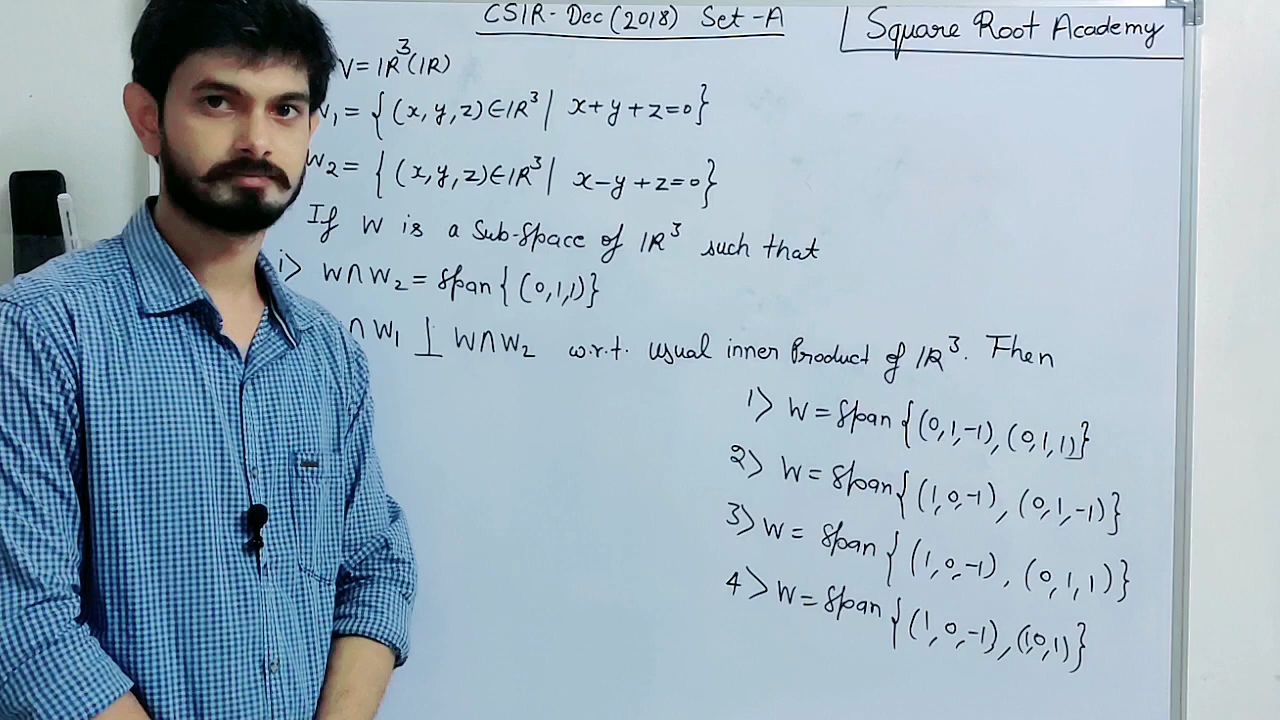 CSIR-Dec(2018) Set-A
Square Root Academy
V=IR³(IR)
W₁ = {(x,y,z)∈IR³| x+y+z=0}
W₂ = {(x,y,z)∈IR³| x-y+z=0}
If W is a Sub-Space of IR³ such that
i> W∩W₂ = Span{(0,1,1)}
∩W₁ ⊥ W∩W₂ w.r.t. usual inner Product of IR³. Then
1> W = Span{(0,1,-1),(0,1,1)}
2> W = Span{(1,0,-1),(0,1,-1)}
3> W = Span{(1,0,-1),(0,1,1)}
4> W = Span{(1,0,-1),(1,0,1)}